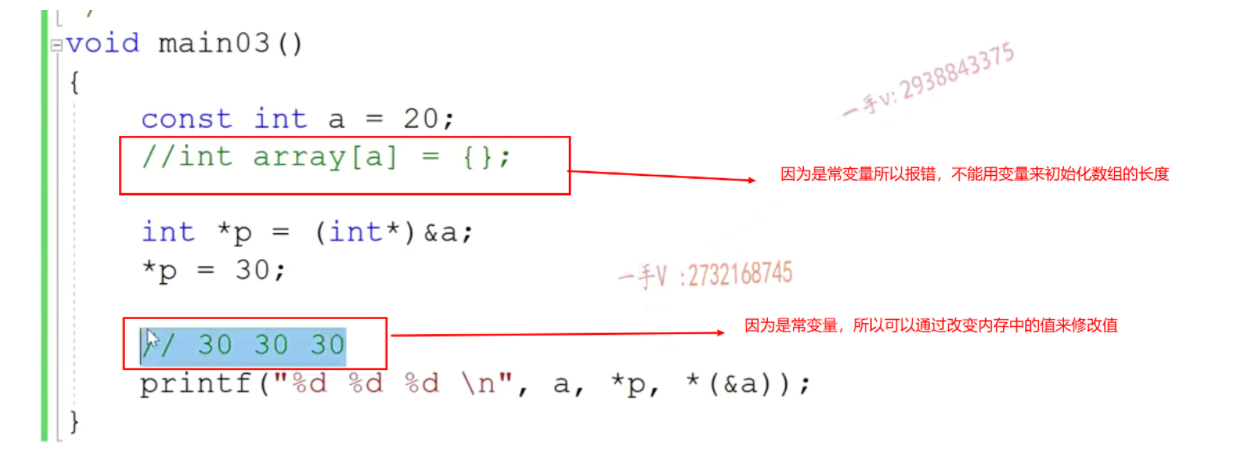 void main03()
{
const int a = 20;
//int array[a] = {};
因为是常变量所以报错，不能用变量来初始化数组的长度
int *p = (int*)&a;
*p = 30;
// 30 30 30
因为是常变量，所以可以通过改变内存中的值来修改值
printf("%d %d %d \n", a, *p, *(&a));
}
一手v: 2938843375
一手V :2732168745